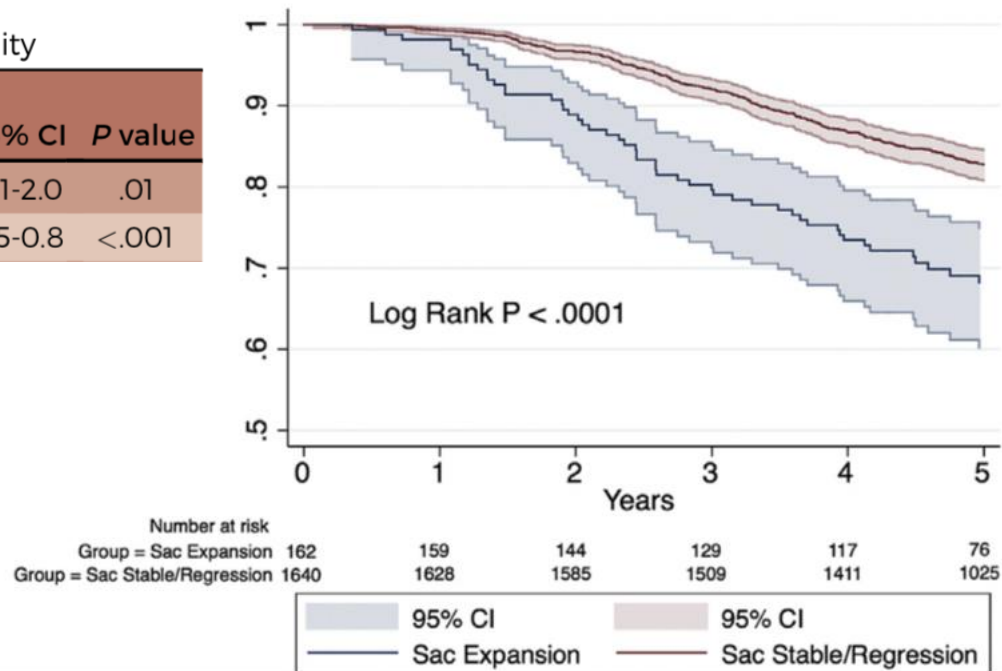 ity
% CI P value
1-2.0 .01
5-0.8 <.001
1
.9
.8
.7
.6
.5
Log Rank P < .0001
0 1 2 3 4 5
Years
Number at risk
Group = Sac Expansion 162 159 144 129 117 76
Group = Sac Stable/Regression 1640 1628 1585 1509 1411 1025
95% CI 95% CI
Sac Expansion Sac Stable/Regression